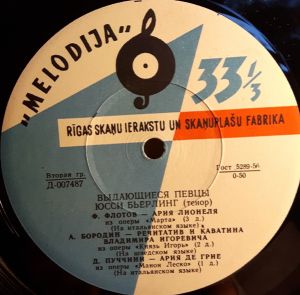 "MELODIJA"
33⅓
RĪGAS SKAŅU IERAKSTU UN SKAŅUPLAŠU FABRIKA
Вторая гр.
Гост 5289-56
Д-007487
0-50
ВЫДАЮЩИЕСЯ ПЕВЦЫ
ЮССИ БЬЕРЛИНГ (тенор)
Ф. ФЛОТОВ — АРИЯ ЛИОНЕЛЯ
из оперы «Марта» (3 д.)
(На итальянском языке)
А. БОРОДИН — РЕЧИТАТИВ И КАВАТИНА
ВЛАДИМИРА ИГОРЕВИЧА
из оперы «Князь Игорь» (2 д.)
(На шведском языке)
Д. ПУЧЧИНИ — АРИЯ ДЕ ГРИЕ
из оперы «Манон Леско» (1 д.)
(На итальянском языке)